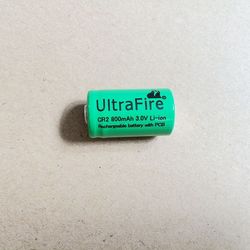 UltraFire
CR2 800mAh 3.0V Li-ion
Rechargeable battery with PCB